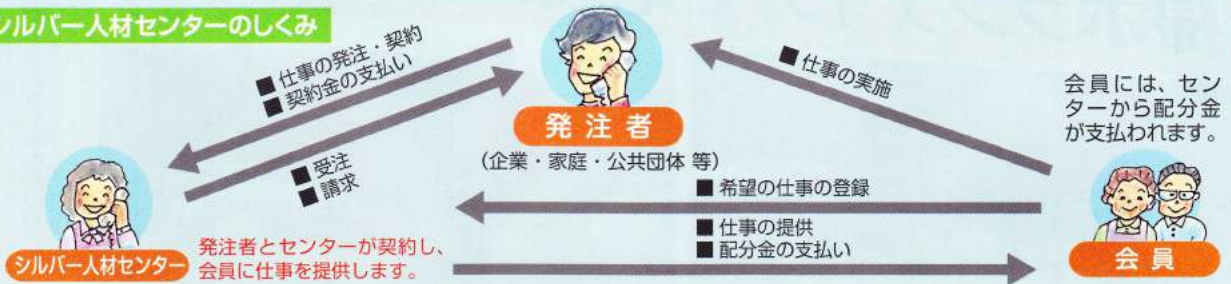 シルバー人材センターのしくみ
■ 仕事の発注・契約
■ 契約金の支払い
■ 受注
■ 請求
発注者
(企業・家庭・公共団体 等)
■ 仕事の実施
会員には、セン
ターから配分金
が支払われます。
■ 希望の仕事の登録
■ 仕事の提供
■ 配分金の支払い
シルバー人材センター
発注者とセンターが契約し、
会員に仕事を提供します。
会員